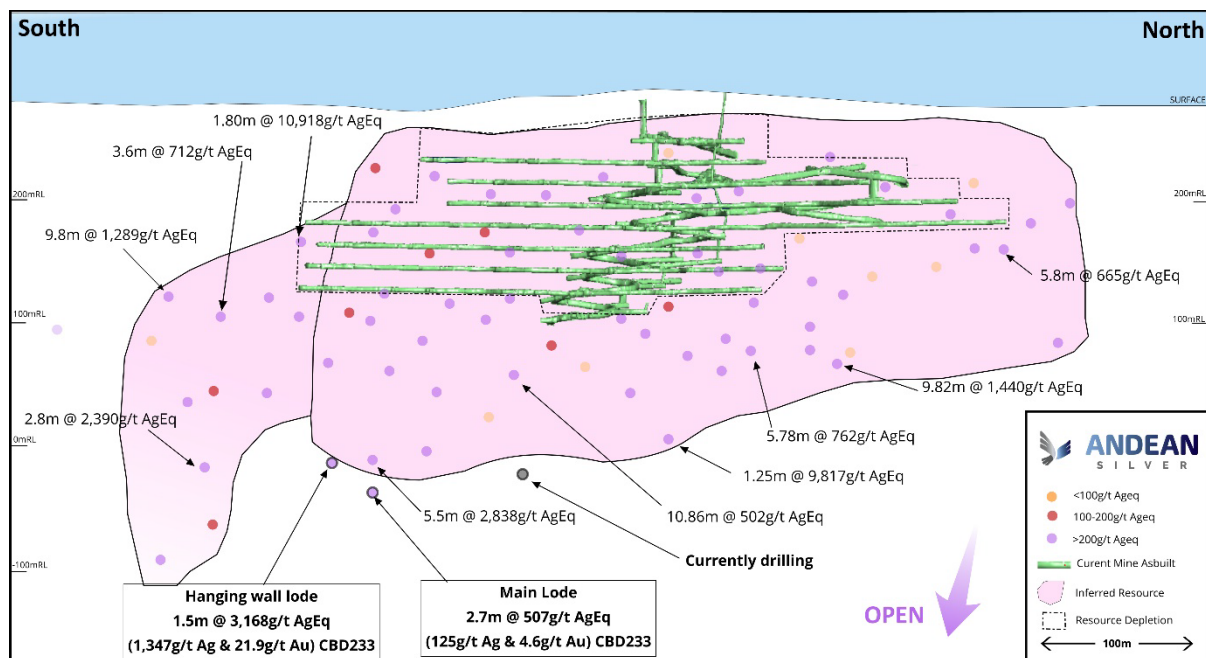 South
North
SURFACE
1.80m @ 10,918g/t AgEq
3.6m @ 712g/t AgEq
200mRL
200mRL
9.8m @ 1,289g/t AgEq
5.8m @ 665g/t AgEq
100mRL
100mRL
9.82m @ 1,440g/t AgEq
2.8m @ 2,390g/t AgEq
5.78m @ 762g/t AgEq
0mRL
1.25m @ 9,817g/t AgEq
10.86m @ 502g/t AgEq
5.5m @ 2,838g/t AgEq
Currently drilling
-100mRL
Hanging wall lode
1.5m @ 3,168g/t AgEq
(1,347g/t Ag & 21.9g/t Au) CBD233
Main Lode
2.7m @ 507g/t AgEq
(125g/t Ag & 4.6g/t Au) CBD233
OPEN
ANDEAN
SILVER
<100g/t Ageq
100-200g/t Ageq
>200g/t Ageq
Curent Mine Asbuilt
Inferred Resource
Resource Depletion
100m